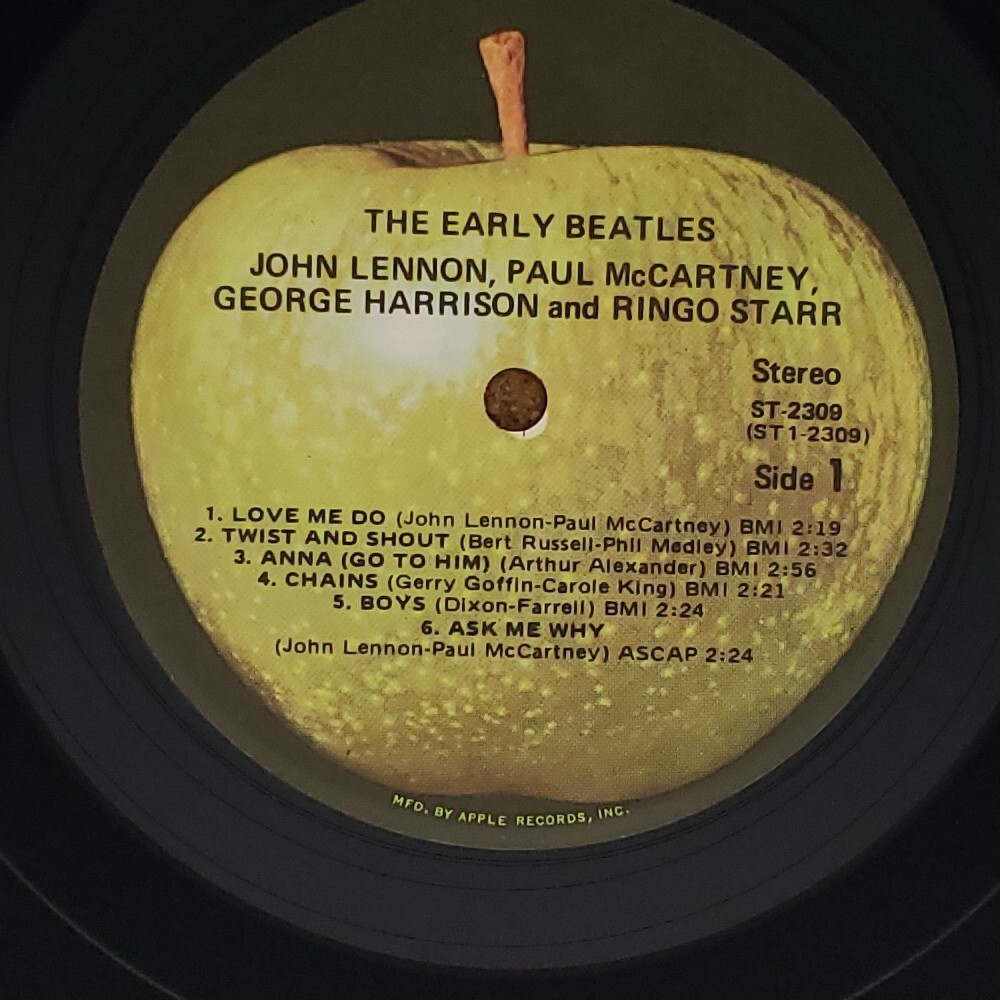 THE EARLY BEATLES
JOHN LENNON, PAUL McCARTNEY,
GEORGE HARRISON and RINGO STARR
Stereo
ST-2309
(ST 1-2309)
Side 1
1. LOVE ME DO (John Lennon-Paul McCartney) BMI 2:19
2. TWIST AND SHOUT (Bert Russell-Phil Medley) BMI 2:32
3. ANNA (GO TO HIM) (Arthur Alexander) BMI 2:56
4. CHAINS (Gerry Goffin-Carole King) BMI 2:21
5. BOYS (Dixon-Farrell) BMI 2:24
6. ASK ME WHY
(John Lennon-Paul McCartney) ASCAP 2:24
MFD. BY APPLE RECORDS, INC.